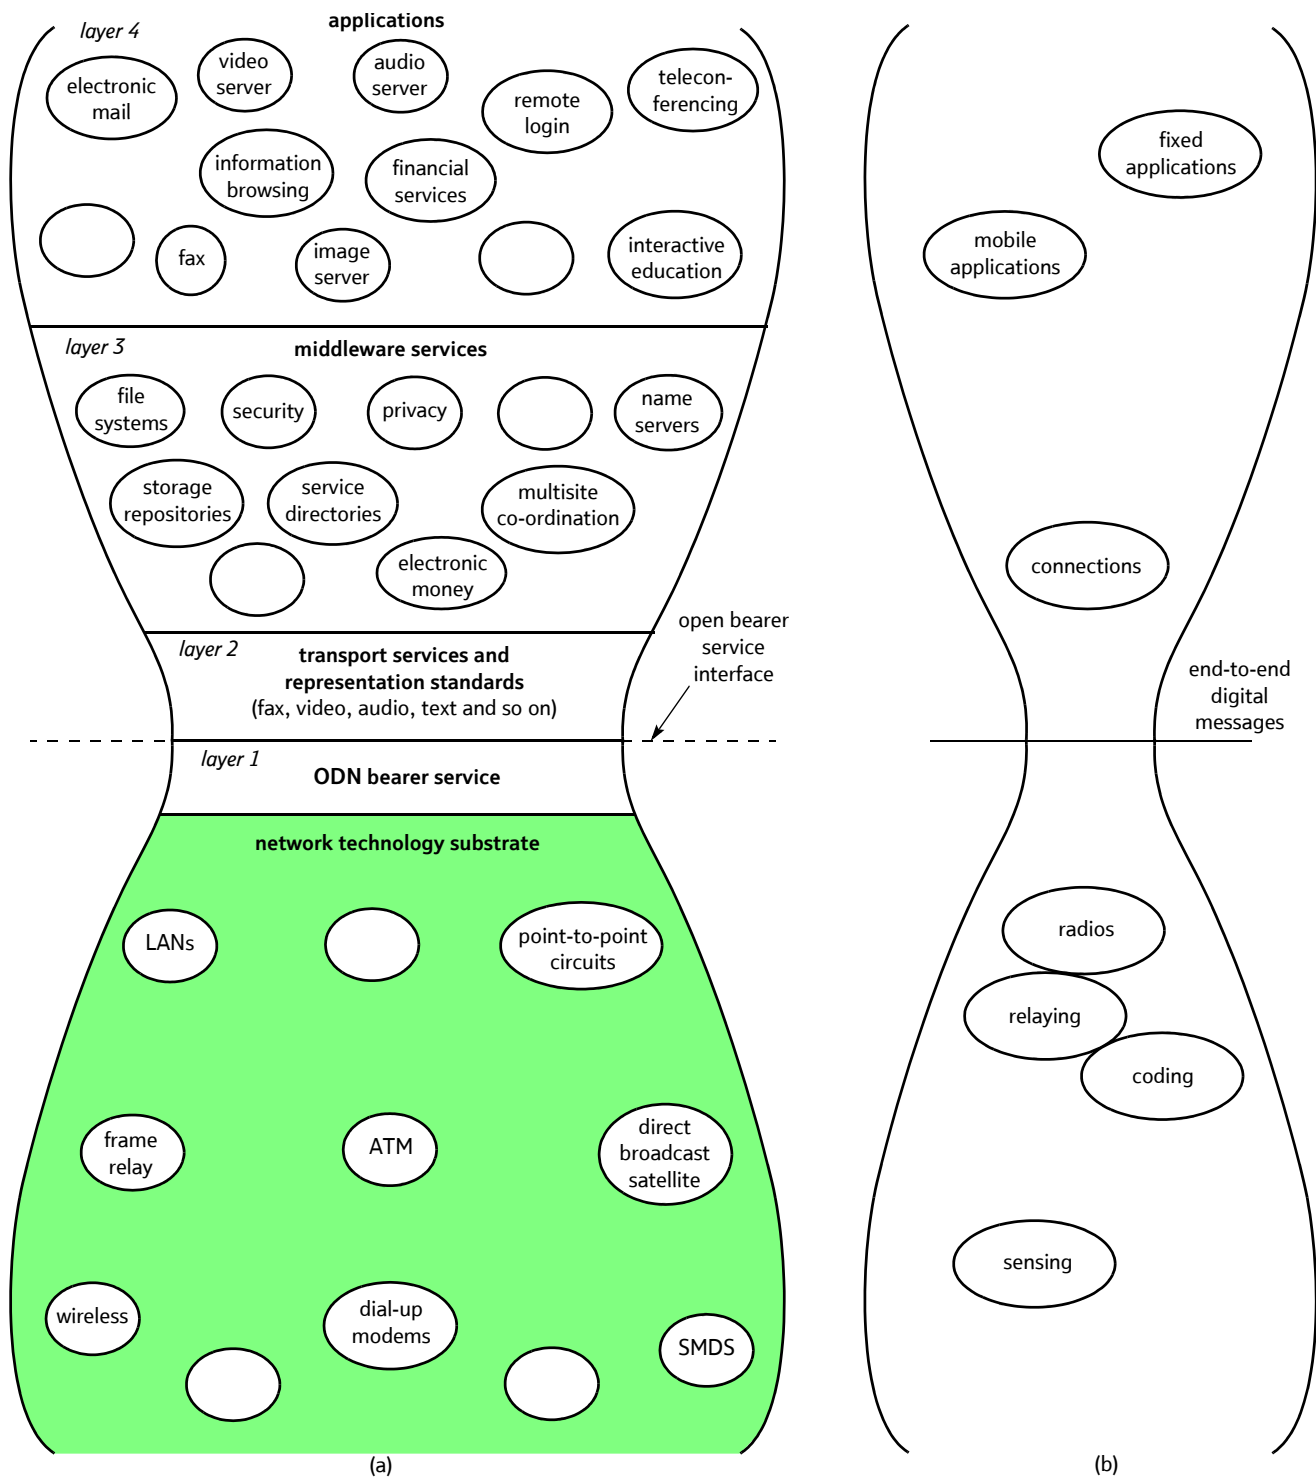 layer 4
applications
electronic
mail
video
server
audio
server
remote
login
telecon-
ferencing
information
browsing
financial
services
fax
image
server
interactive
education
layer 3
middleware services
file
systems
security
privacy
name
servers
storage
repositories
service
directories
multisite
co-ordination
electronic
money
layer 2
transport services and
representation standards
(fax, video, audio, text and so on)
open bearer
service
interface
layer 1
ODN bearer service
network technology substrate
LANs
point-to-point
circuits
frame
relay
ATM
direct
broadcast
satellite
wireless
dial-up
modems
SMDS
(a)
fixed
applications
mobile
applications
connections
end-to-end
digital
messages
radios
relaying
coding
sensing
(b)